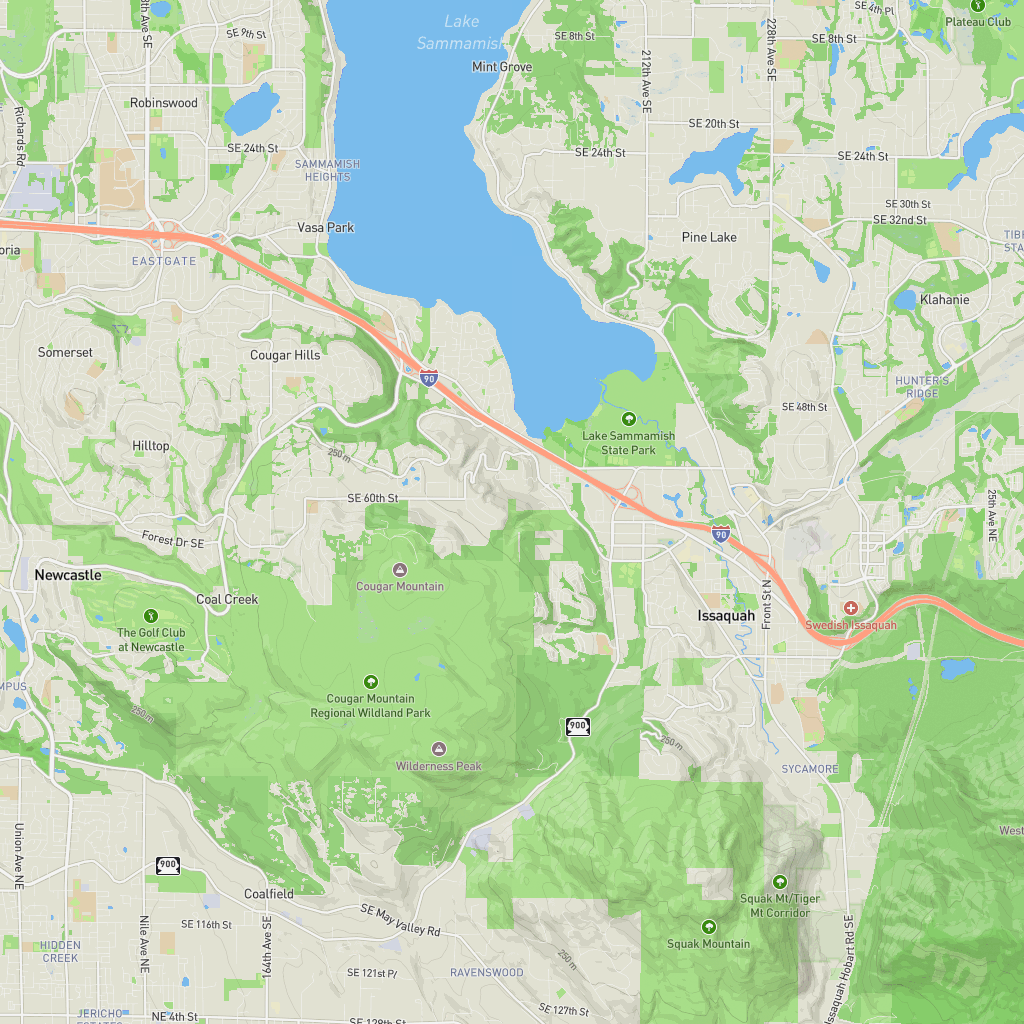 SE 4th Pl
Plateau Club
Lake
Sammamish
SE 9th St
SE 8th St
SE 8th St
212th Ave SE
228th Ave SE
Mint Grove
Robinswood
Richards Rd
SE 20th St
SE 24th St
SE 24th St
SE 24th St
SAMMAMISH
HEIGHTS
SE 30th St
SE 32nd St
Vasa Park
Pine Lake
EASTGATE
Klahanie
Somerset
Cougar Hills
90
HUNTER'S
RIDGE
SE 48th St
Lake Sammamish
State Park
Hilltop
250 m
SE 60th St
25th Ave NE
Forest Dr SE
90
Newcastle
Cougar Mountain
Coal Creek
Front St N
Issaquah
Swedish Issaquah
The Golf Club
at Newcastle
Cougar Mountain
Regional Wildland Park
250 m
900
250 m
Wilderness Peak
SYCAMORE
West
Union Ave NE
900
Coalfield
Squak Mt/Tiger
Mt Corridor
SE May Valley Rd
SE 116th St
Nile Ave NE
164th Ave SE
Squak Mountain
HIDDEN
CREEK
250 m
SE 121st Pl
RAVENSWOOD
Issaquah Hobart Rd SE
SE 127th St
JERICHO
NE 4th St
SE 128th St